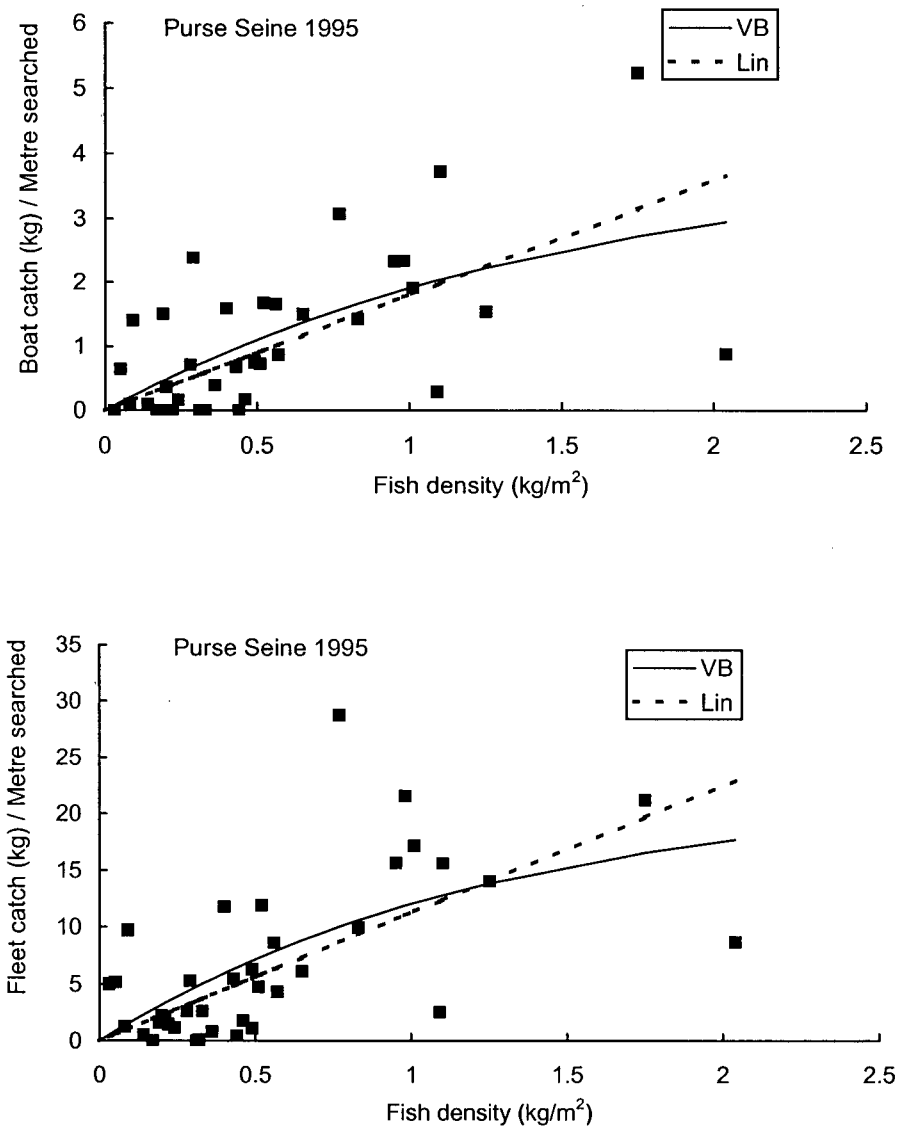 Purse Seine 1995
VB
Lin
6
5
4
3
2
1
0
Boat catch (kg) / Metre searched
0 0.5 1 1.5 2 2.5
Fish density (kg/m²)
Purse Seine 1995
VB
Lin
35
30
25
20
15
10
5
0
Fleet catch (kg) / Metre searched
0 0.5 1 1.5 2 2.5
Fish density (kg/m²)